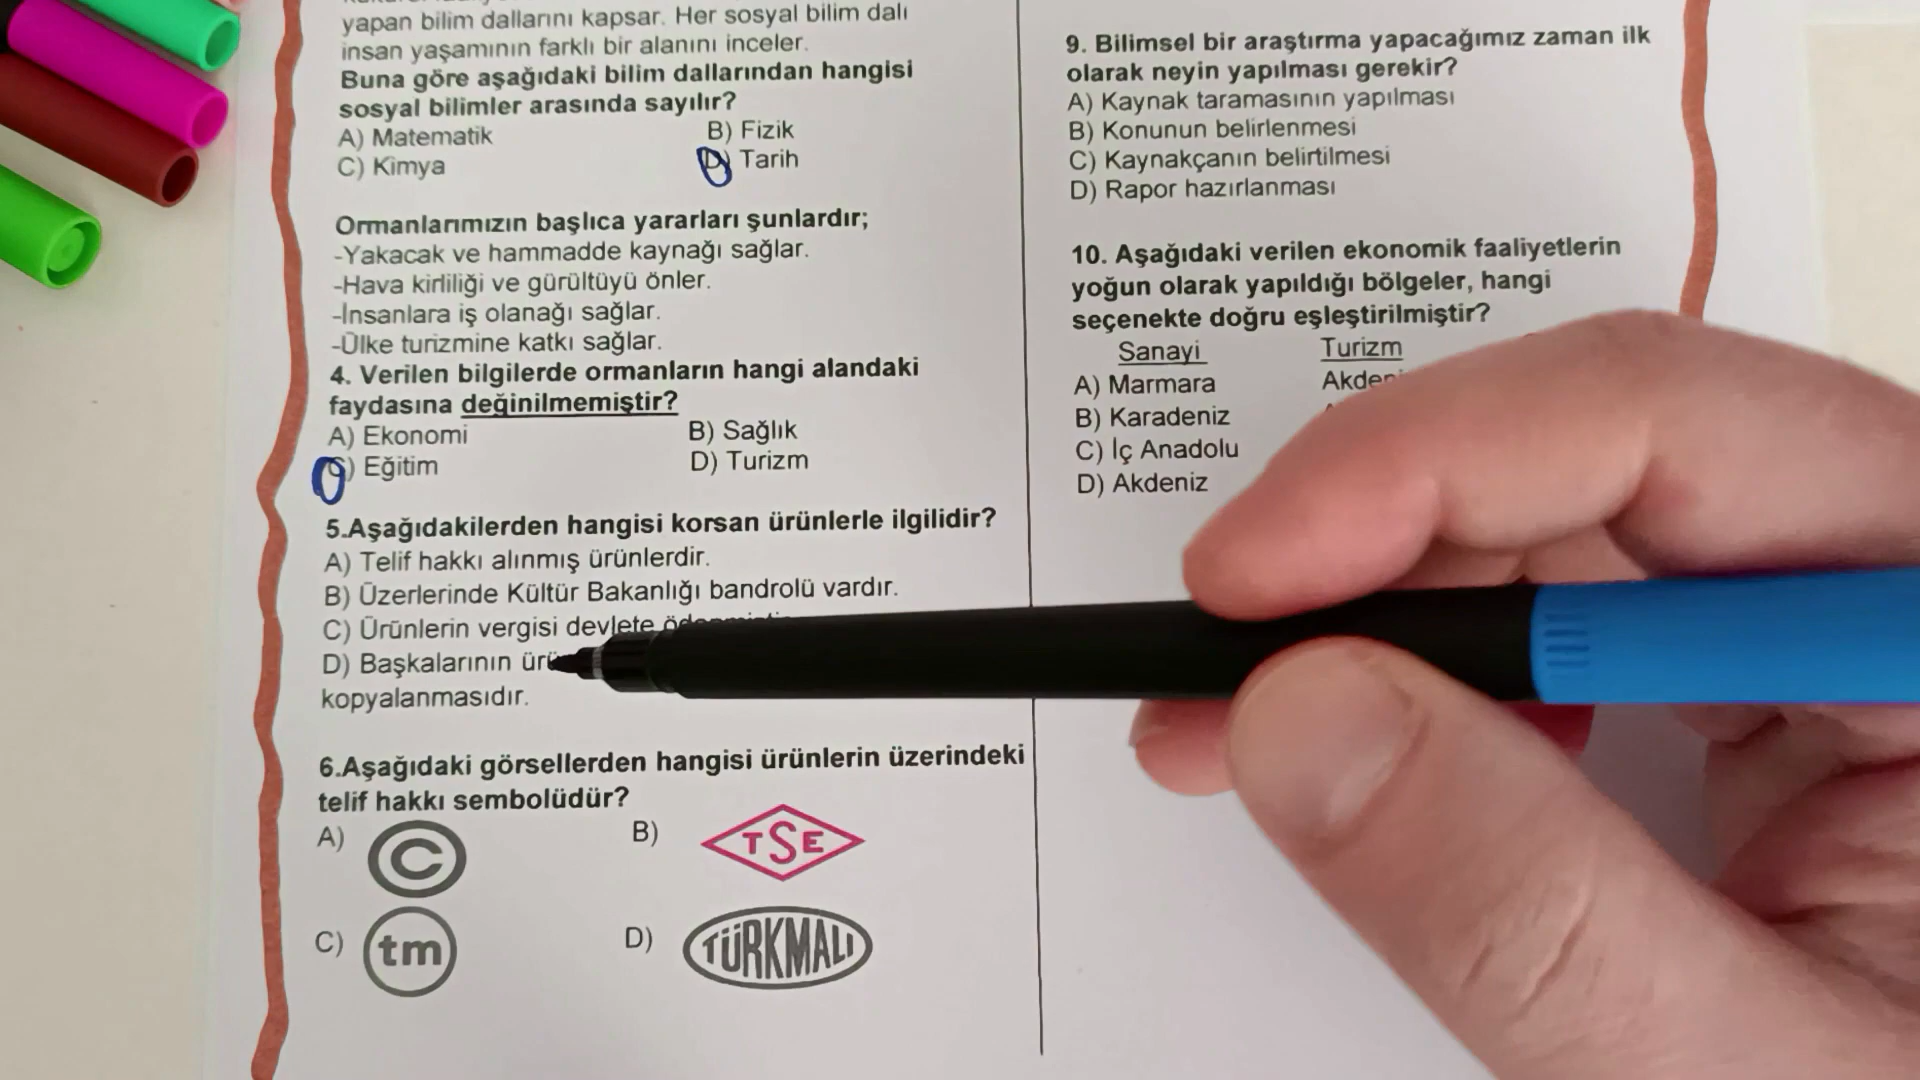 yapan bilim dallarını kapsar. Her sosyal bilim dalı
insan yaşamının farklı bir alanını inceler.
Buna göre aşağıdaki bilim dallarından hangisi
sosyal bilimler arasında sayılır?
A) Matematik B) Fizik
C) Kimya D) Tarih
Ormanlarımızın başlıca yararları şunlardır;
-Yakacak ve hammadde kaynağı sağlar.
-Hava kirliliği ve gürültüyü önler.
-İnsanlara iş olanağı sağlar.
-Ülke turizmine katkı sağlar.
4. Verilen bilgilerde ormanların hangi alandaki
faydasına değinilmemiştir?
A) Ekonomi B) Sağlık
C) Eğitim D) Turizm
5.Aşağıdakilerden hangisi korsan ürünlerle ilgilidir?
A) Telif hakkı alınmış ürünlerdir.
B) Üzerlerinde Kültür Bakanlığı bandrolü vardır.
C) Ürünlerin vergisi devlete
D) Başkalarının
kopyalanmasıdır.
6.Aşağıdaki görsellerden hangisi ürünlerin üzerindeki
telif hakkı sembolüdür?
A) © B) TSE
C) tm D) TÜRKMALI
9. Bilimsel bir araştırma yapacağımız zaman ilk
olarak neyin yapılması gerekir?
A) Kaynak taramasının yapılması
B) Konunun belirlenmesi
C) Kaynakçanın belirtilmesi
D) Rapor hazırlanması
10. Aşağıdaki verilen ekonomik faaliyetlerin
yoğun olarak yapıldığı bölgeler, hangi
seçenekte doğru eşleştirilmiştir?
Sanayi Turizm
A) Marmara
B) Karadeniz
C) İç Anadolu
D) Akdeniz